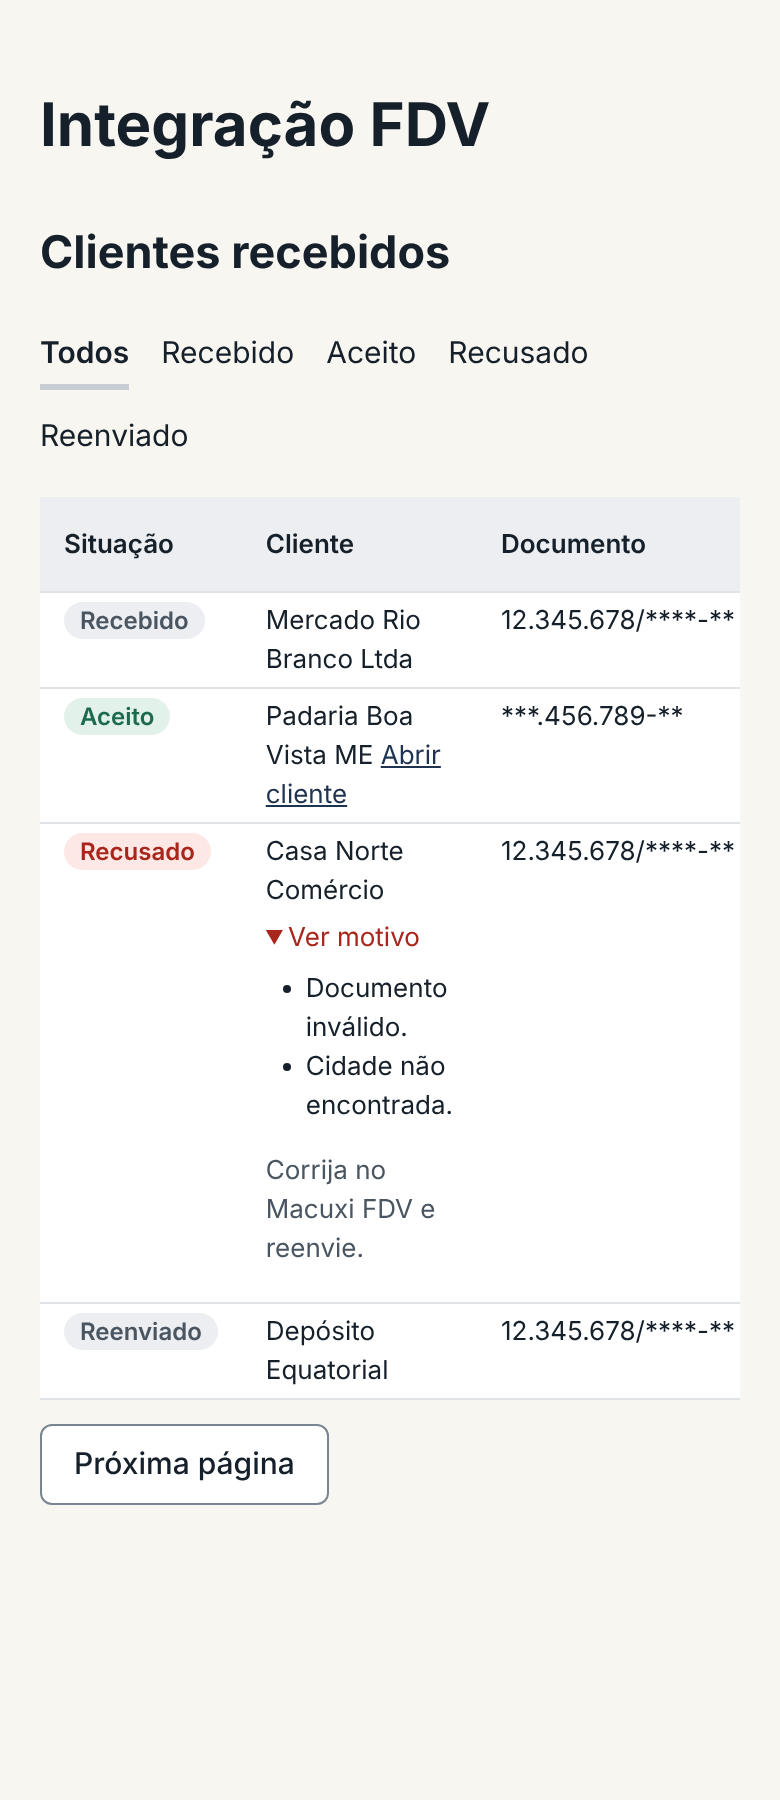 Integração FDV
Clientes recebidos
Todos Recebido Aceito Recusado
Reenviado
Situação Cliente Documento
Recebido Mercado Rio 12.345.678/****-**
Branco Ltda
Aceito Padaria Boa ***.456.789-**
Vista ME Abrir
cliente
Recusado Casa Norte 12.345.678/****-**
Comércio
▼ Ver motivo
• Documento
inválido.
• Cidade não
encontrada.
Corrija no
Macuxi FDV e
reenvie.
Reenviado Depósito 12.345.678/****-**
Equatorial
Próxima página